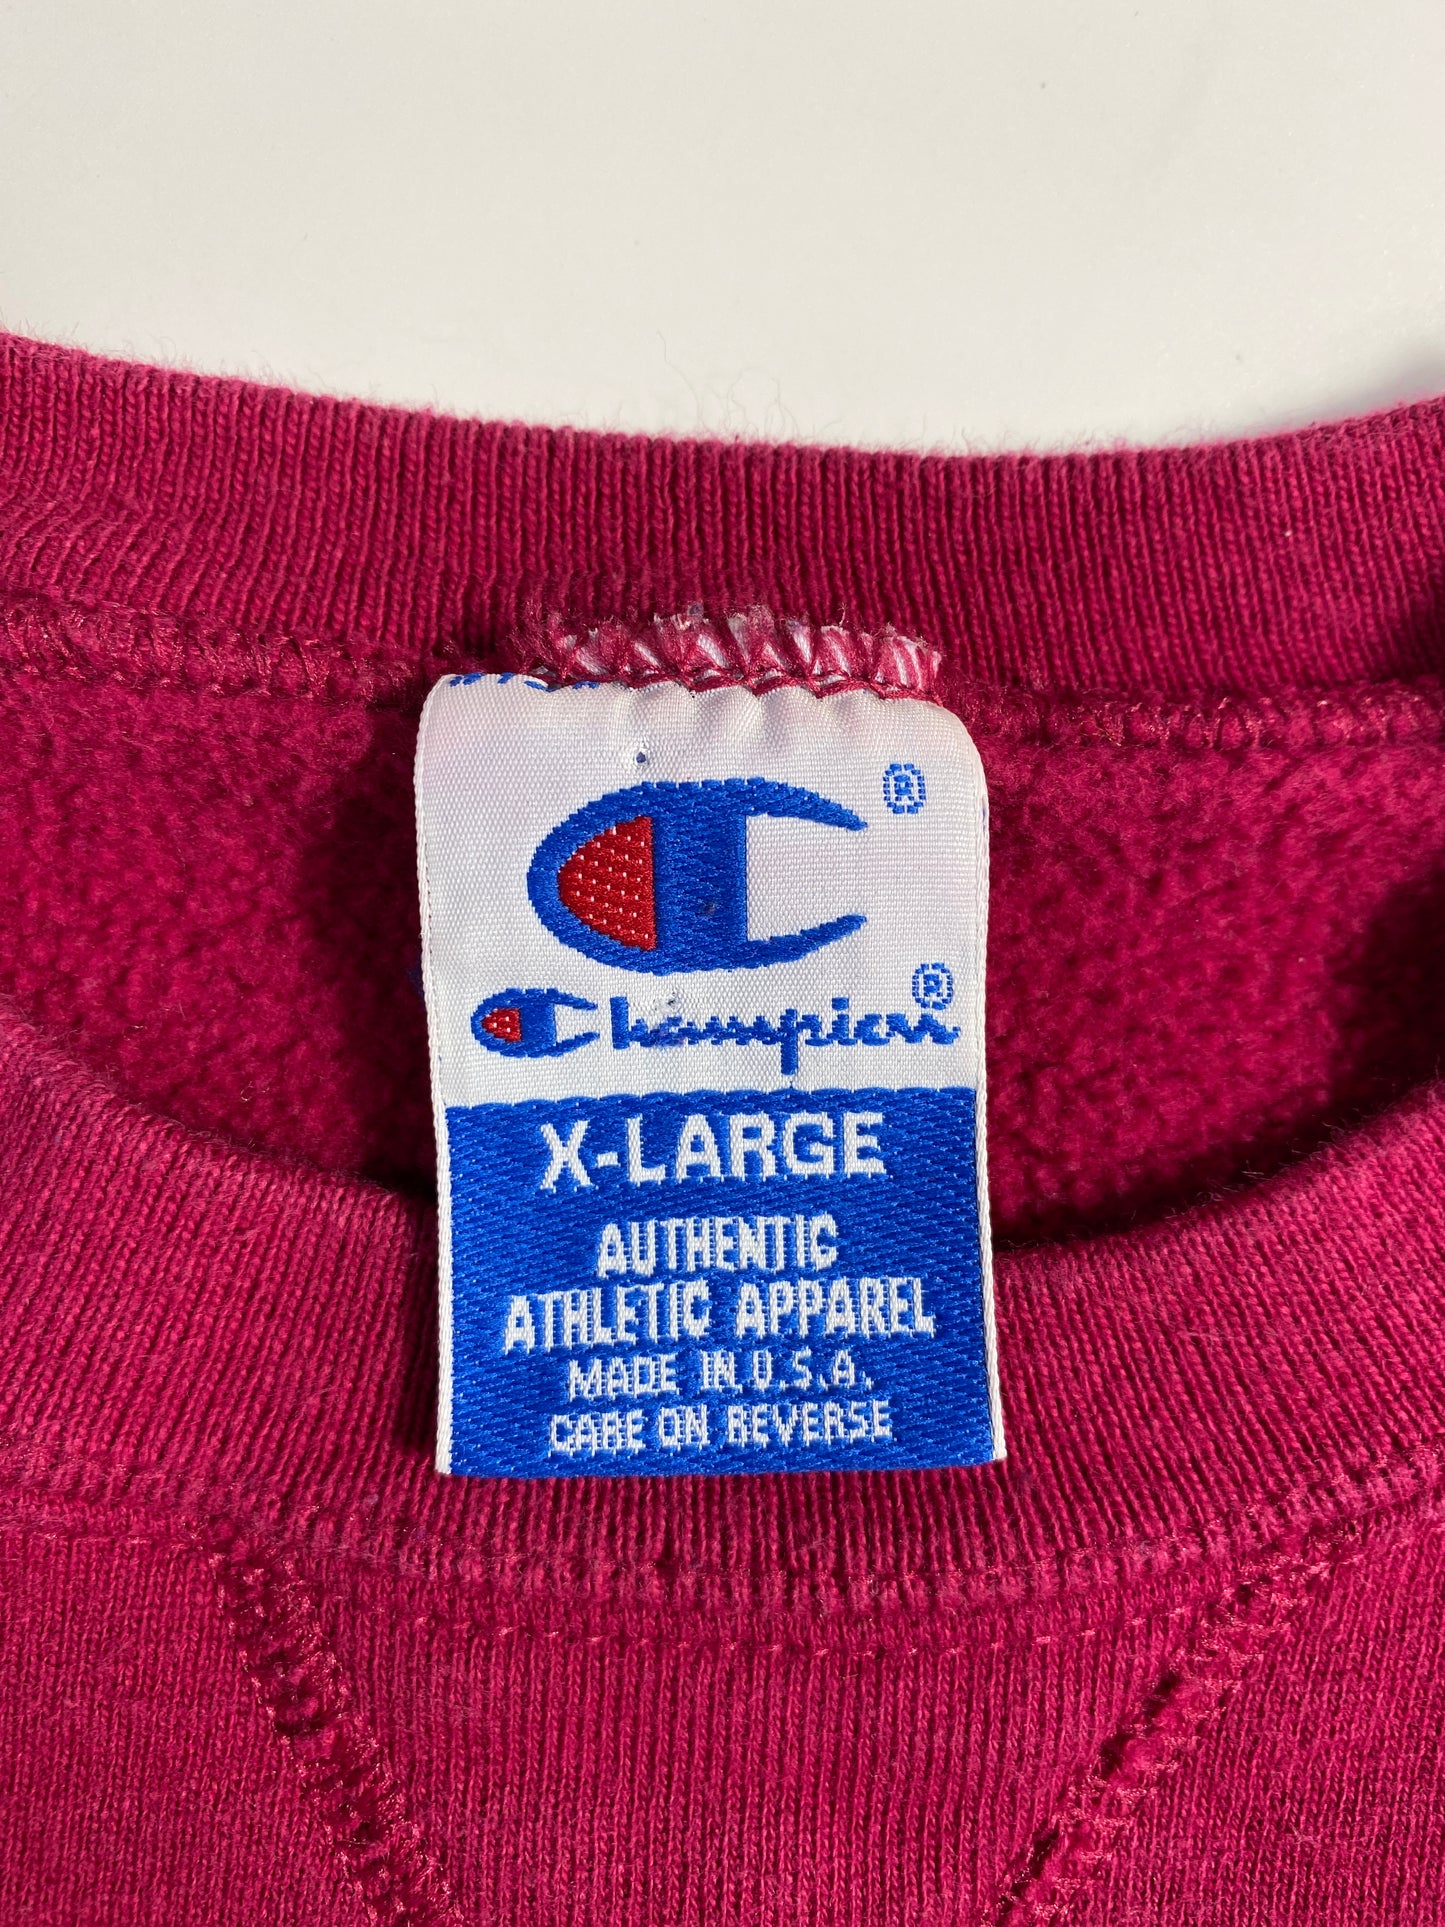 ®
Champion®
X-LARGE
AUTHENTIC
ATHLETIC APPAREL
MADE IN U.S.A.
CARE ON REVERSE